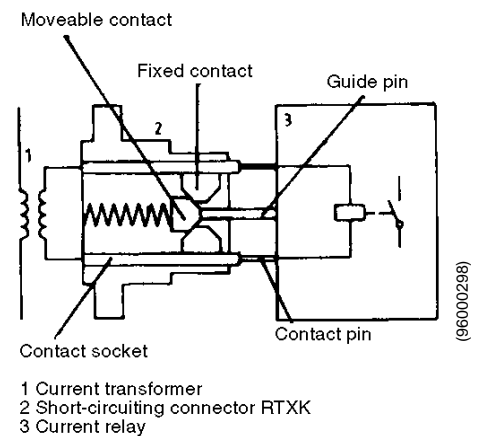 Moveable contact
Fixed contact
Guide pin
1
2
3
Contact pin
Contact socket
(96000298)
1 Current transformer
2 Short-circuiting connector RTXK
3 Current relay